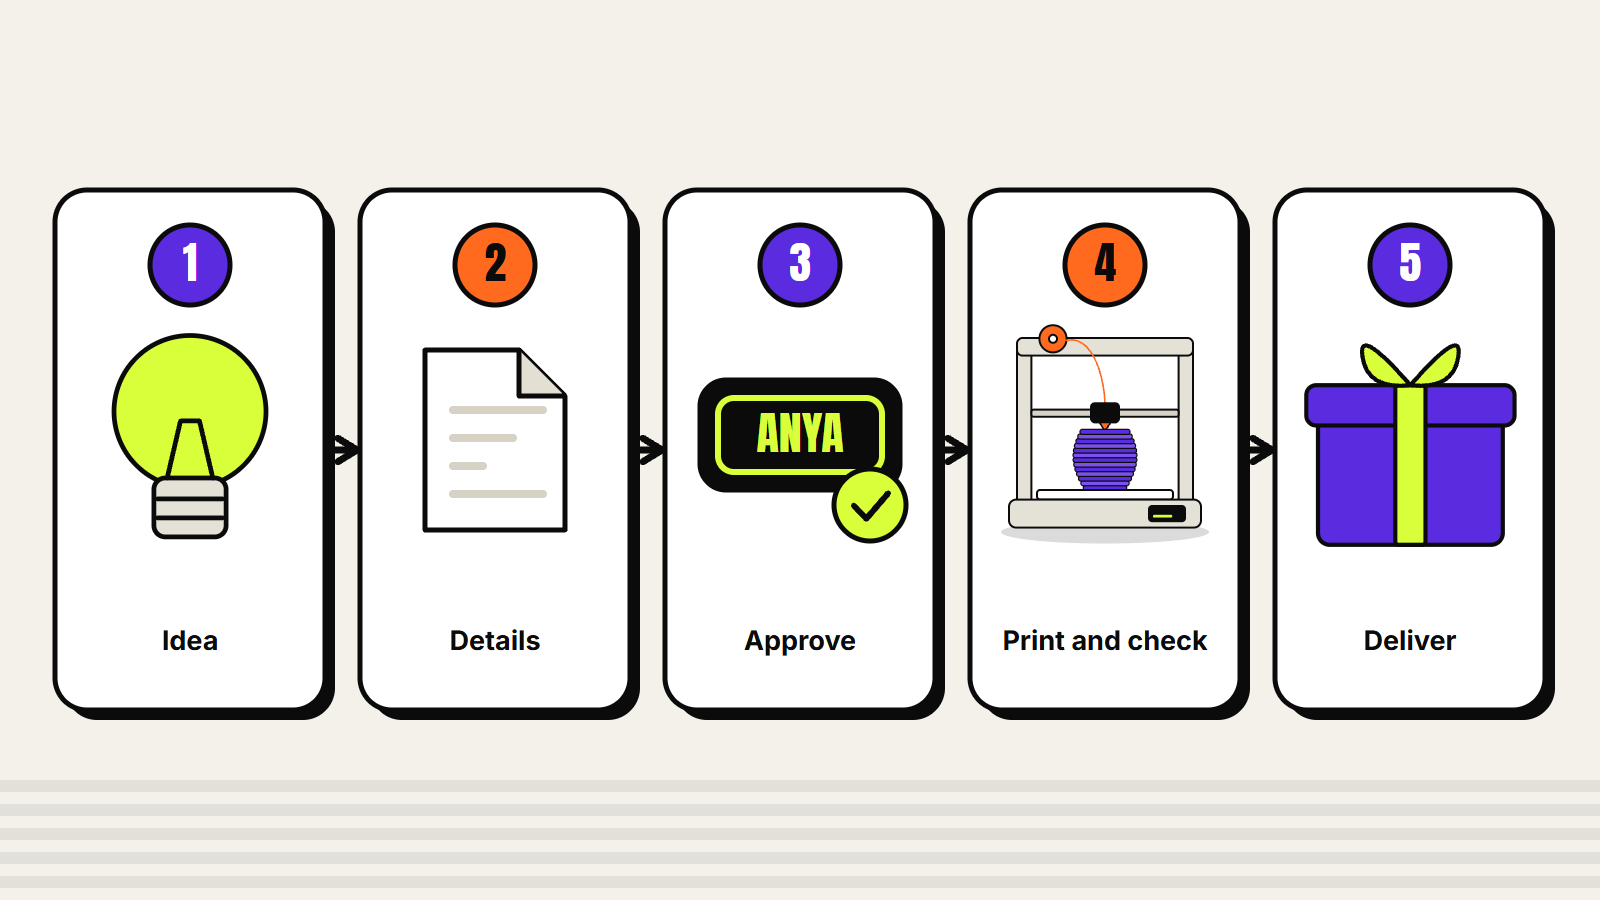 1
2
3
4
5
ANYA
Idea
Details
Approve
Print and check
Deliver